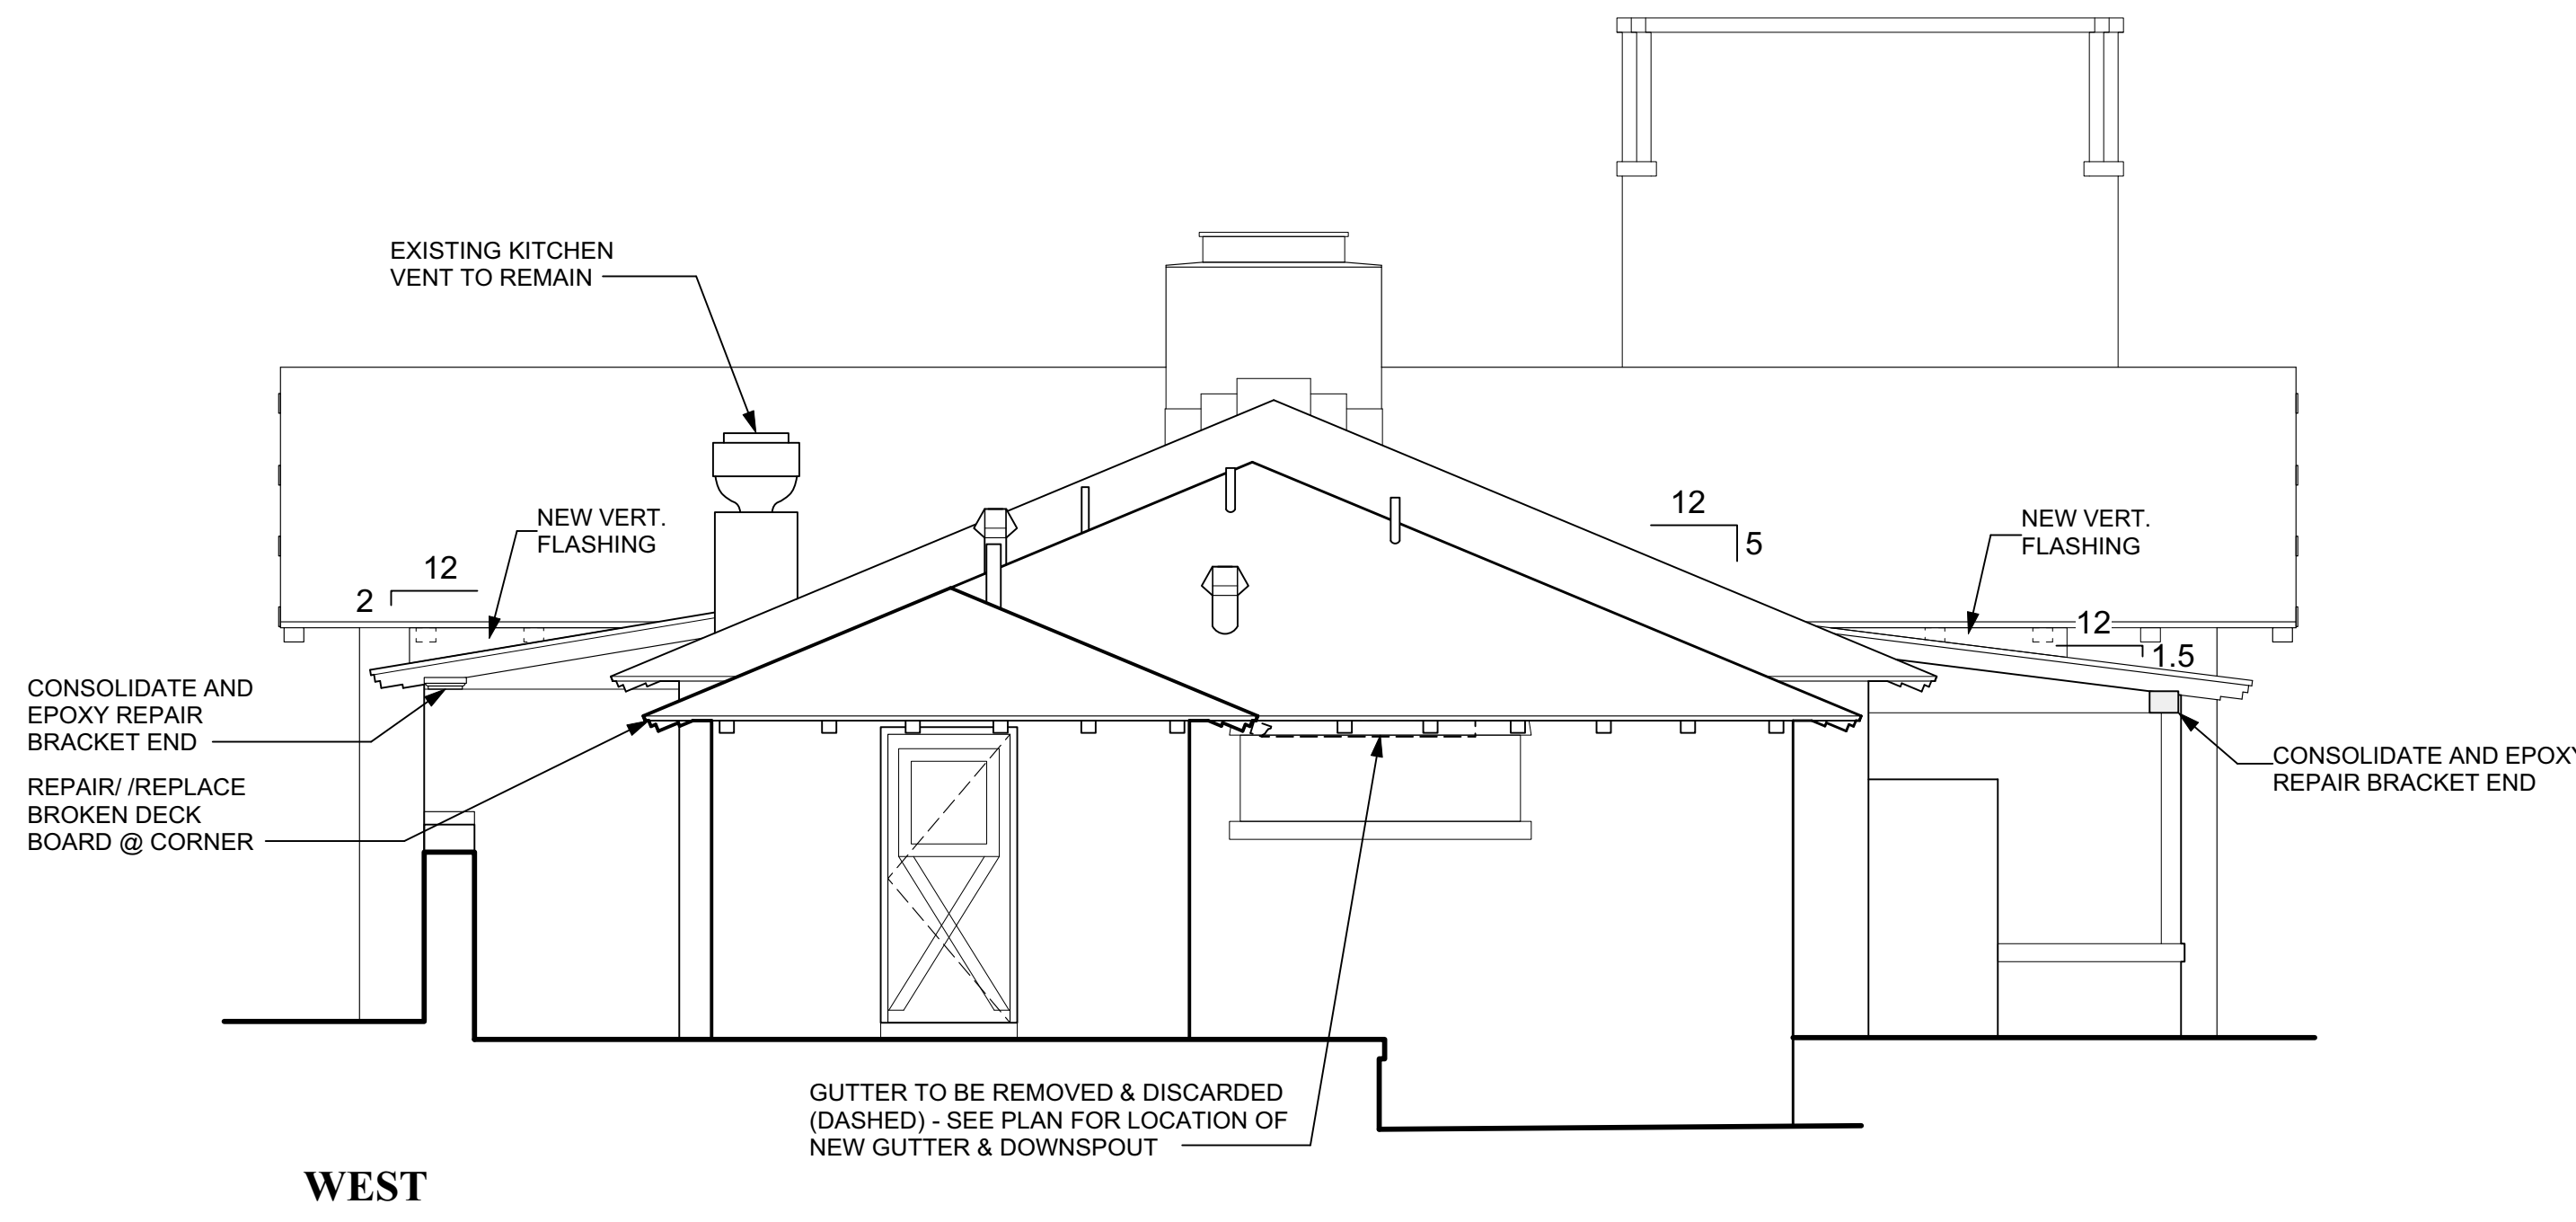 EXISTING KITCHEN
VENT TO REMAIN
NEW VERT.
FLASHING
12
2
12
5
NEW VERT.
FLASHING
12
1.5
CONSOLIDATE AND
EPOXY REPAIR
BRACKET END
REPAIR/ /REPLACE
BROKEN DECK
BOARD @ CORNER
CONSOLIDATE AND EPOXY
REPAIR BRACKET END
GUTTER TO BE REMOVED & DISCARDED
(DASHED) - SEE PLAN FOR LOCATION OF
NEW GUTTER & DOWNSPOUT
WEST